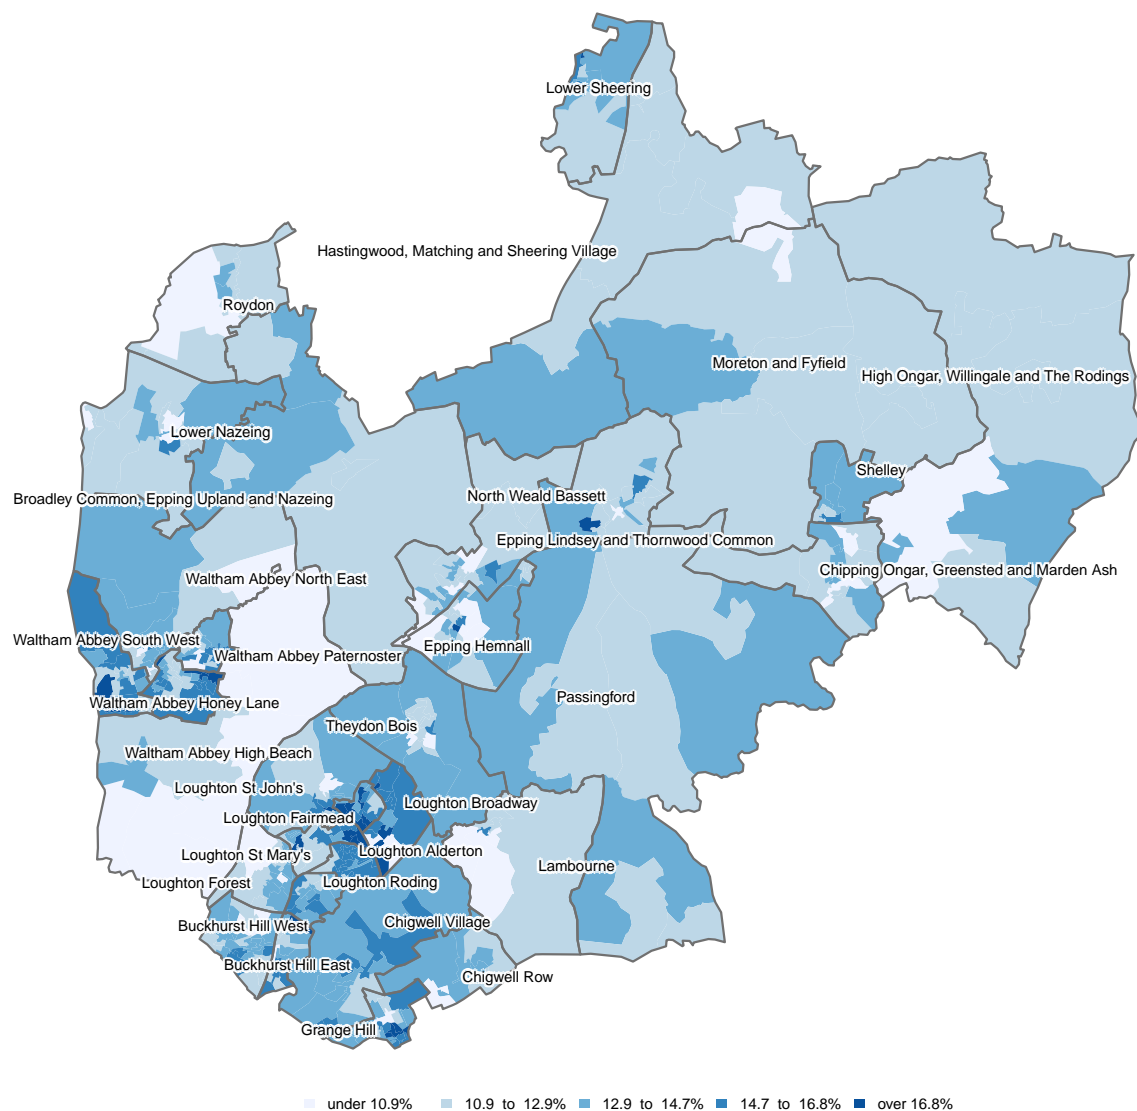 Lower Sheering
Hastingwood, Matching and Sheering Village
Roydon
Moreton and Fyfield
High Ongar, Willingale and The Rodings
Lower Nazeing
Shelley
North Weald Bassett
Broadley Common, Epping Upland and Nazeing
Epping Lindsey and Thornwood Common
Chipping Ongar, Greensted and Marden Ash
Waltham Abbey North East
Waltham Abbey South West
Epping Hemnall
Waltham Abbey Paternoster
Passingford
Waltham Abbey Honey Lane
Theydon Bois
Waltham Abbey High Beach
Loughton St John's
Loughton Broadway
Loughton Fairmead
Loughton Alderton
Loughton St Mary's
Lambourne
Loughton Forest
Loughton Roding
Chigwell Village
Buckhurst Hill West
Buckhurst Hill East
Chigwell Row
Grange Hill
under 10.9% 10.9 to 12.9% 12.9 to 14.7% 14.7 to 16.8% over 16.8%